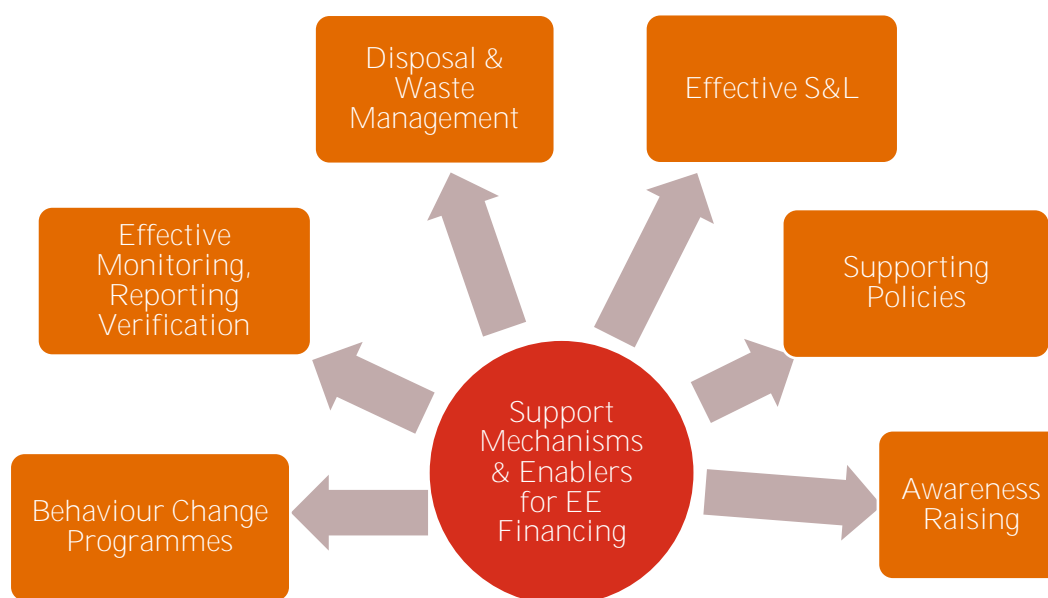 Disposal &
Waste
Management
Effective S&L
Effective
Monitoring,
Reporting
Verification
Supporting
Policies
Support
Mechanisms
& Enablers
for EE
Financing
Behaviour Change
Programmes
Awareness
Raising